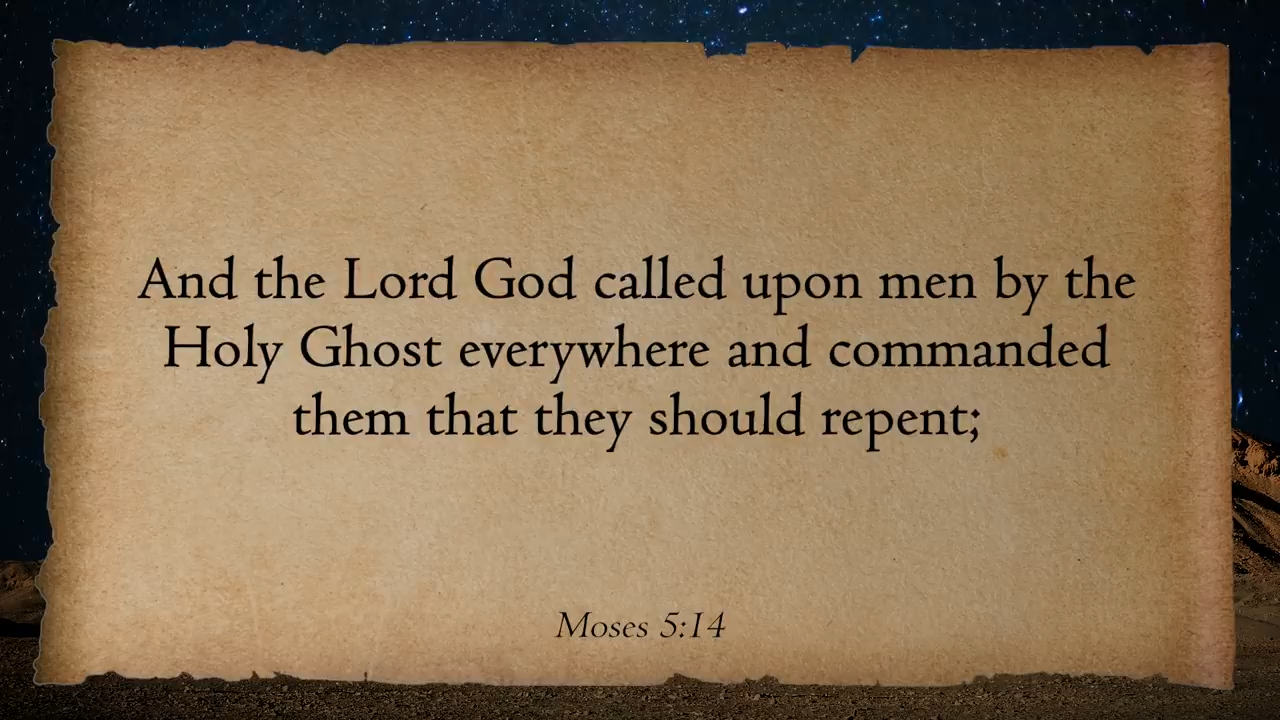 And the Lord God called upon men by the
Holy Ghost everywhere and commanded
them that they should repent;
Moses 5:14